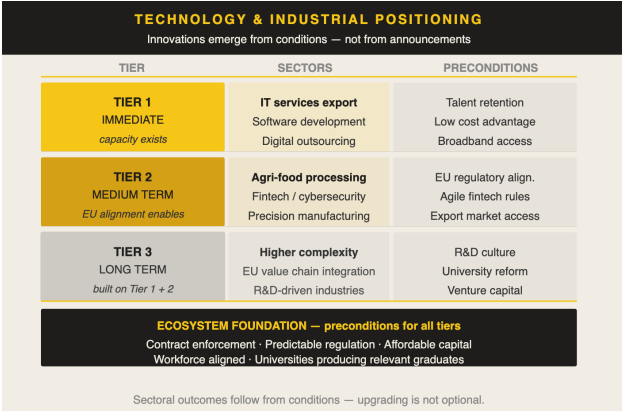 TECHNOLOGY & INDUSTRIAL POSITIONING
Innovations emerge from conditions — not from announcements
TIER SECTORS PRECONDITIONS
TIER 1
IMMEDIATE
capacity exists
IT services export
Software development
Digital outsourcing
Talent retention
Low cost advantage
Broadband access
TIER 2
MEDIUM TERM
EU alignment enables
Agri-food processing
Fintech / cybersecurity
Precision manufacturing
EU regulatory align.
Agile fintech rules
Export market access
TIER 3
LONG TERM
built on Tier 1 + 2
Higher complexity
EU value chain integration
R&D-driven industries
R&D culture
University reform
Venture capital
ECOSYSTEM FOUNDATION — preconditions for all tiers
Contract enforcement · Predictable regulation · Affordable capital
Workforce aligned · Universities producing relevant graduates
Sectoral outcomes follow from conditions — upgrading is not optional.